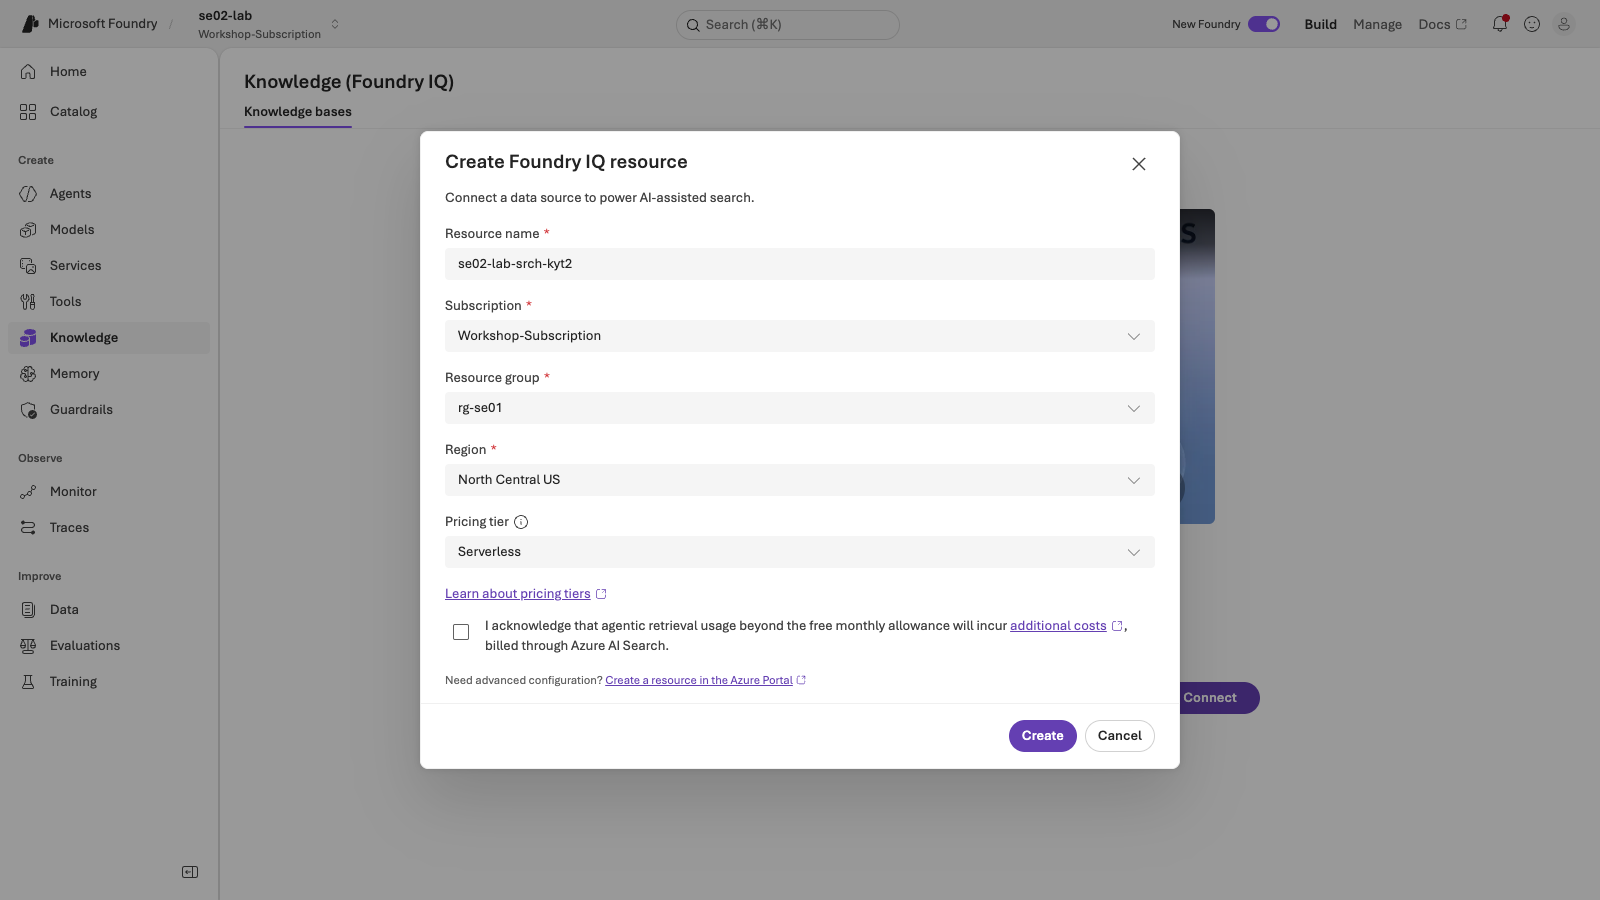 Microsoft Foundry
/
se02-lab
Workshop-Subscription
Search (⌘K)
New Foundry
Build
Manage
Docs
Home
Catalog
Create
Agents
Models
Services
Tools
Knowledge
Memory
Guardrails
Observe
Monitor
Traces
Improve
Data
Evaluations
Training
Knowledge (Foundry IQ)
Knowledge bases
Create Foundry IQ resource
Connect a data source to power AI-assisted search.
Resource name *
se02-lab-srch-kyt2
Subscription *
Workshop-Subscription
Resource group *
rg-se01
Region *
North Central US
Pricing tier
Serverless
Learn about pricing tiers
I acknowledge that agentic retrieval usage beyond the free monthly allowance will incur additional costs,
billed through Azure AI Search.
Need advanced configuration? Create a resource in the Azure Portal
Create
Cancel
Connect